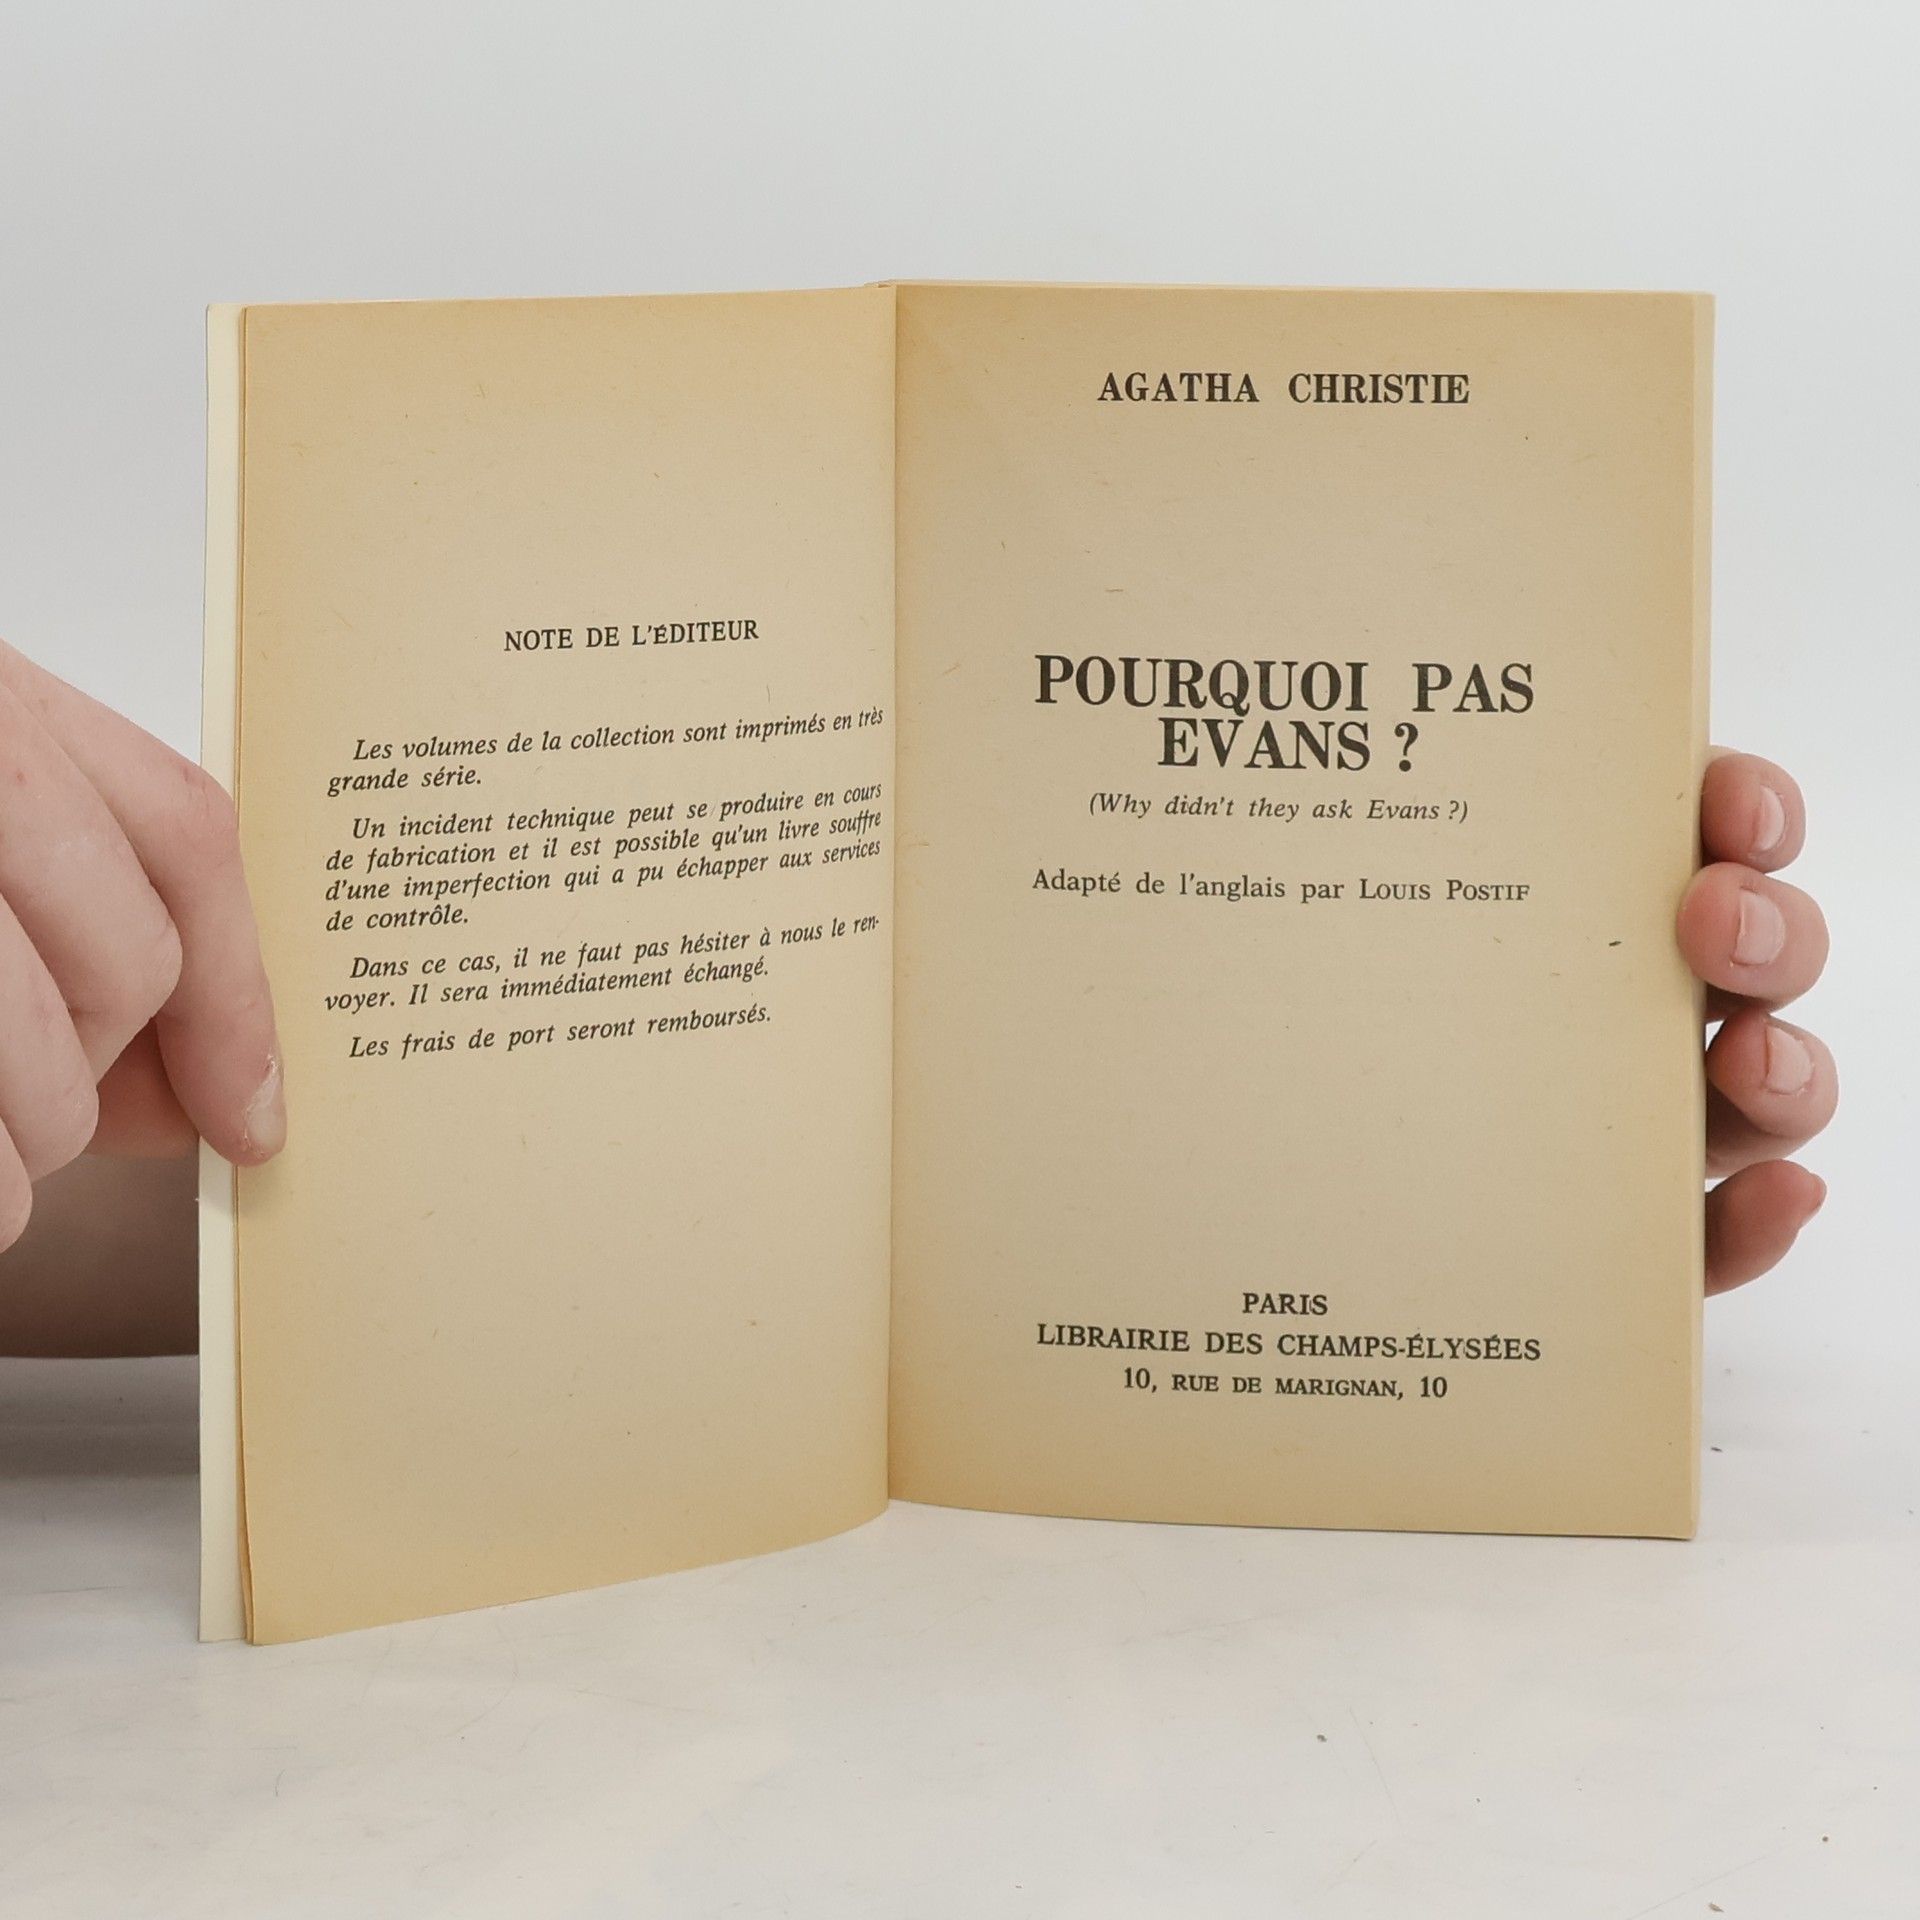 NOTE DE L'ÉDITEUR
Les volumes de la collection sont imprimés en très
grande série.
Un incident technique peut se produire en cours
de fabrication et il est possible qu'un livre souffre
d'une imperfection qui a pu échapper aux services
de contrôle.
Dans ce cas, il ne faut pas hésiter à nous le ren-
voyer. Il sera immédiatement échangé.
Les frais de port seront remboursés.
AGATHA CHRISTIE
POURQUOI PAS
EVANS ?
(Why didn't they ask Evans ?)
Adapté de l'anglais par LOUIS POSTIF
PARIS
LIBRAIRIE DES CHAMPS-ÉLYSÉES
10, RUE DE MARIGNAN, 10